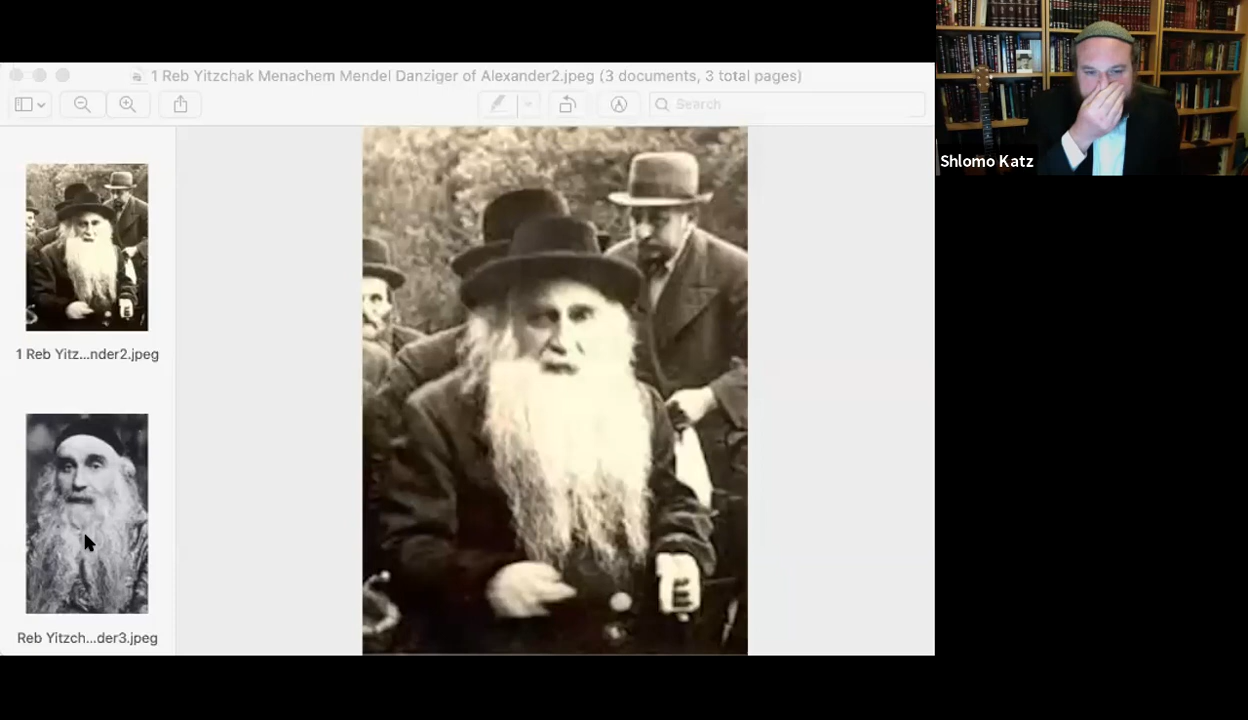 1 Reb Yitzchak Menachem Mendel Danziger of Alexander2.jpeg (3 documents, 3 total pages)
Search
1 Reb Yitz...nder2.jpeg
Reb Yitzch...der3.jpeg
Shlomo Katz